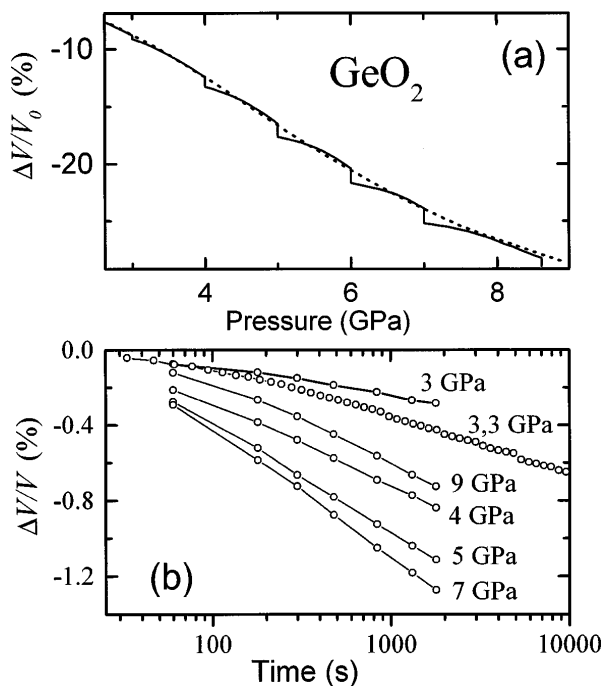 (a)
GeO2
-10
-20
ΔV/V0 (%)
4 6 8
Pressure (GPa)
0.0
-0.4
-0.8
-1.2
ΔV/V (%)
3 GPa
3,3 GPa
9 GPa
4 GPa
5 GPa
7 GPa
(b)
100 1000 10000
Time (s)